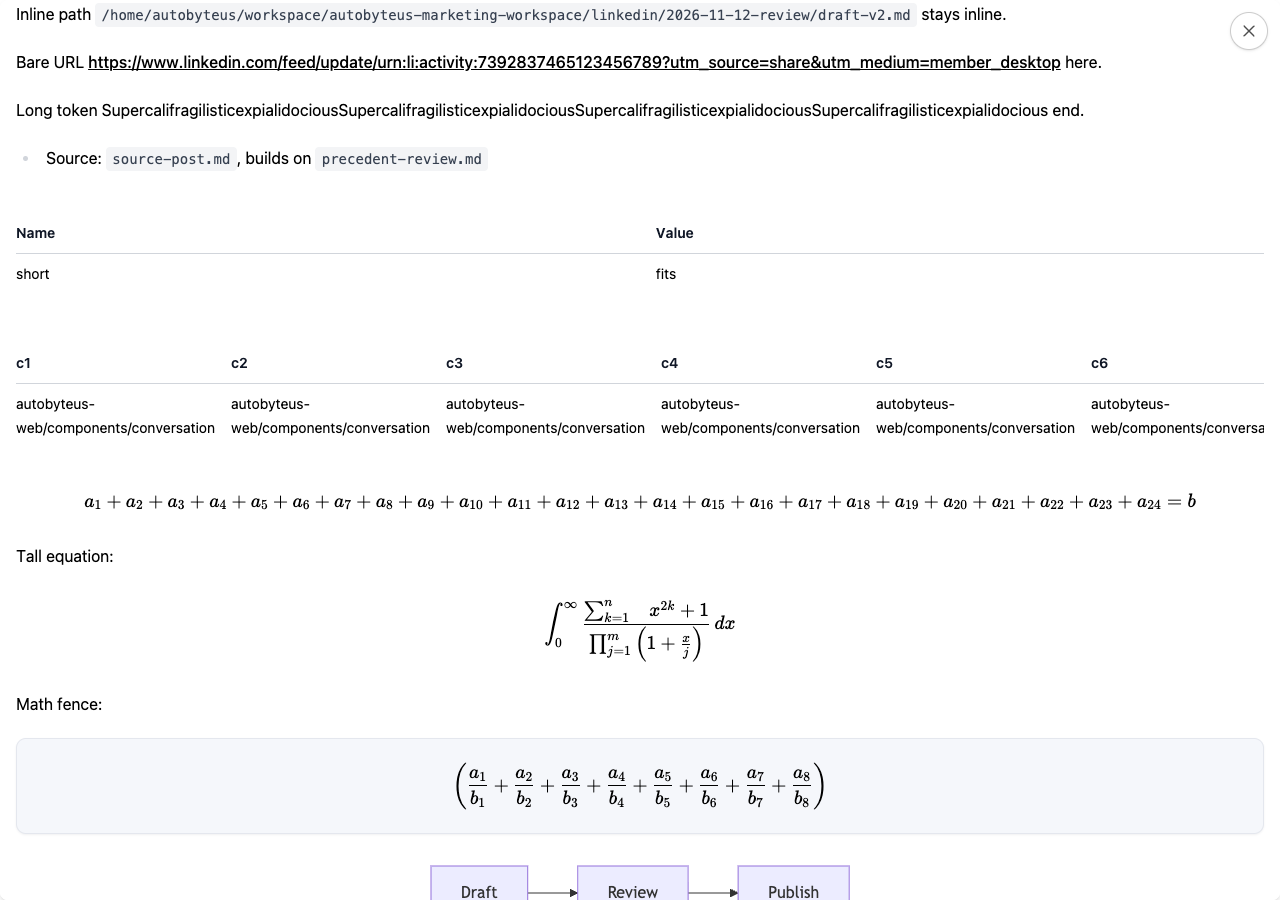 Inline path /home/autobyteus/workspace/autobyteus-marketing-workspace/linkedin/2026-11-12-review/draft-v2.md stays inline.
Bare URL https://www.linkedin.com/feed/update/urn:li:activity:7392837465123456789?utm_source=share&utm_medium=member_desktop here.
Long token SupercalifragilisticexpialidociousSupercalifragilisticexpialidociousSupercalifragilisticexpialidociousSupercalifragilisticexpialidocious end.
• Source: source-post.md, builds on precedent-review.md
Name Value
short fits
c1 c2 c3 c4 c5 c6
autobyteus- autobyteus- autobyteus- autobyteus- autobyteus- autobyteus-
web/components/conversation web/components/conversation web/components/conversation web/components/conversation web/components/conversation web/components/conversa
a₁ + a₂ + a₃ + a₄ + a₅ + a₆ + a₇ + a₈ + a₉ + a₁₀ + a₁₁ + a₁₂ + a₁₃ + a₁₄ + a₁₅ + a₁₆ + a₁₇ + a₁₈ + a₁₉ + a₂₀ + a₂₁ + a₂₂ + a₂₃ + a₂₄ = b
Tall equation:
∫₀^∞ (∑_{k=1}^{n} x^{2k} + 1) / (∏_{j=1}^{m} (1 + x/j)) dx
Math fence:
(a₁/b₁ + a₂/b₂ + a₃/b₃ + a₄/b₄ + a₅/b₅ + a₆/b₆ + a₇/b₇ + a₈/b₈)
Draft Review Publish